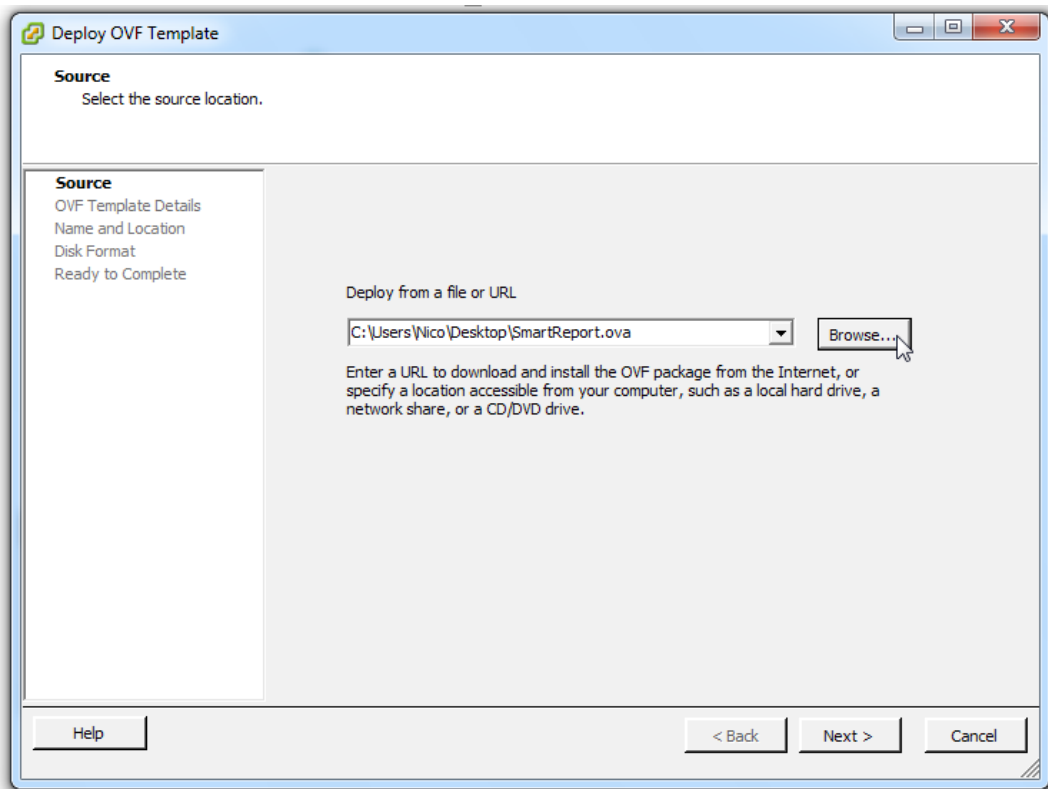 Deploy OVF Template
Source
Select the source location.
Source
OVF Template Details
Name and Location
Disk Format
Ready to Complete
Deploy from a file or URL
C:\Users\Nico\Desktop\SmartReport.ova
Browse...
Enter a URL to download and install the OVF package from the Internet, or
specify a location accessible from your computer, such as a local hard drive, a
network share, or a CD/DVD drive.
Help
< Back
Next >
Cancel